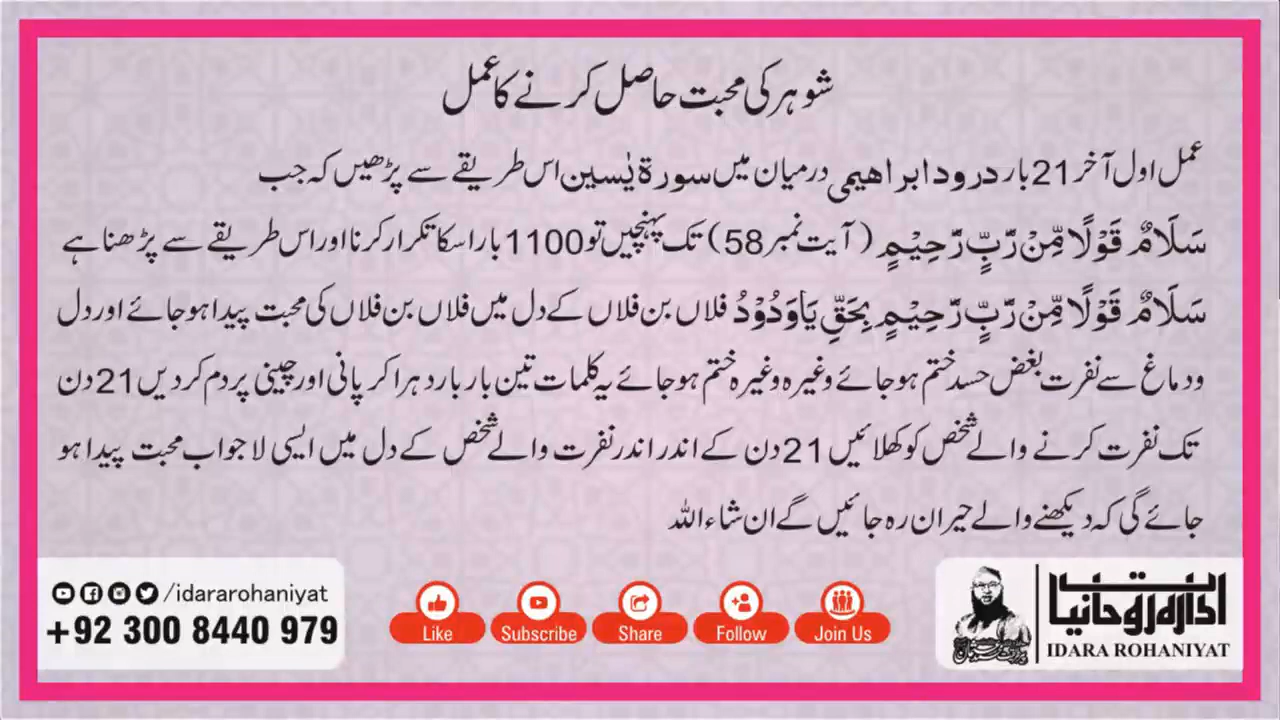 شوہر کی محبت حاصل کرنے کا عمل
عمل اول آخر 21 بار درود ابراھیمی درمیان میں سورۃ یٰسین اس طریقے سے پڑھیں کہ جب
سَلَامٌ قَوْلًا مِّنْ رَّبٍّ رَّحِیْمٍ (آیت نمبر 58) تک پہنچیں تو 1100 بار اسکا تکرار کرنا اور اس طریقے سے پڑھنا ہے
سَلَامٌ قَوْلًا مِّنْ رَّبٍّ رَّحِیْمٍ بِحَقِّ یَاوَدُوْدُ فلاں بن فلاں کے دل میں فلاں بن فلاں کی محبت پیدا ہو جائے اور دل
ودماغ سے نفرت بغض حسد ختم ہو جائے وغیرہ وغیرہ ختم ہو جائے یہ کلمات تین بار بار دہرا کر پانی اور چینی پر دم کر دیں 21 دن
تک نفرت کرنے والے شخص کو کھلائیں 21 دن کے اندر اندر نفرت والے شخص کے دل میں ایسی لاجواب محبت پیدا ہو
جائے گی کہ دیکھنے والے حیران رہ جائیں گے ان شاء اللہ
/idararohaniyat
+92 300 8440 979
Like
Subscribe
Share
Follow
Join Us
ادارہ روحانیات
IDARA ROHANIYAT